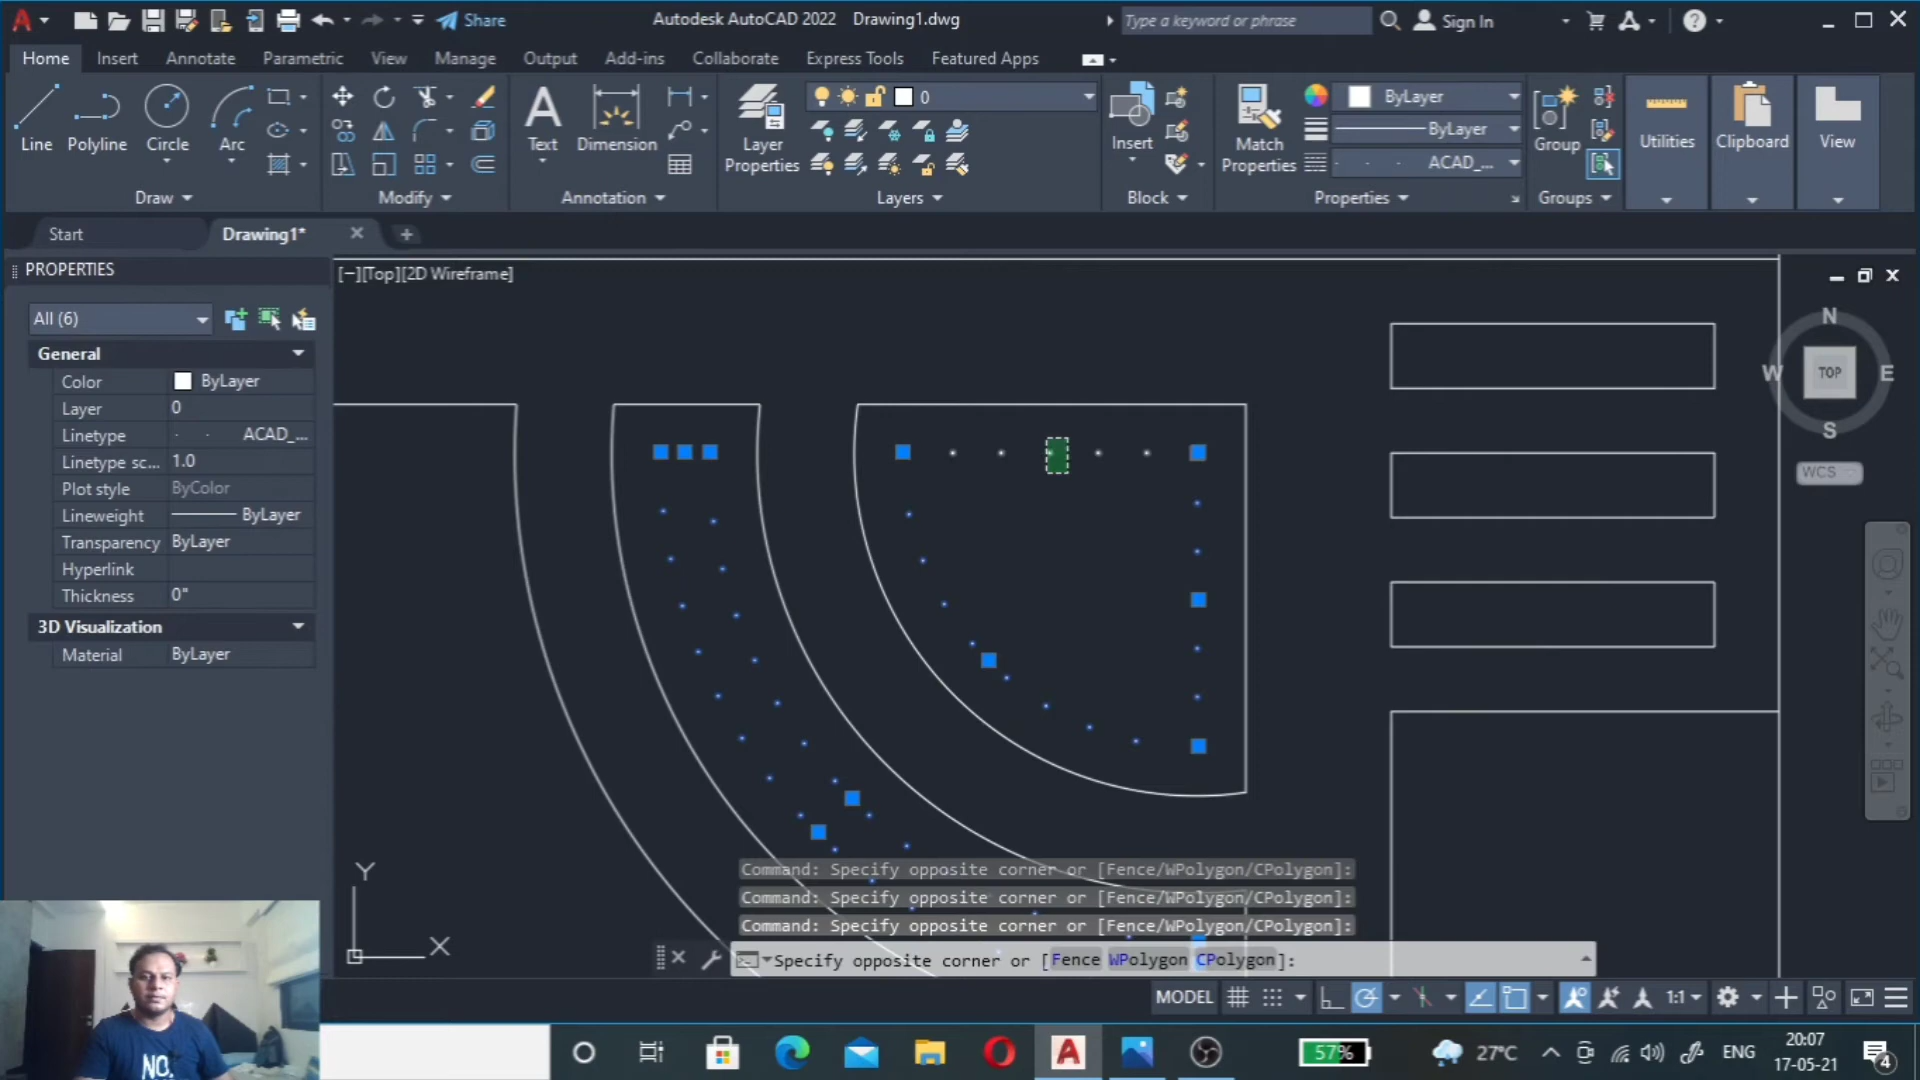 Share
Autodesk AutoCAD 2022 Drawing1.dwg
Type a keyword or phrase
Sign In
Home Insert Annotate Parametric View Manage Output Add-ins Collaborate Express Tools Featured Apps
0
ByLayer
ByLayer
ACAD_...
Line Polyline Circle Arc
Text Dimension
Layer Properties
Insert
Match Properties
Group
Utilities Clipboard View
Draw Modify Annotation Layers Block Properties Groups
Start Drawing1*
PROPERTIES
[−][Top][2D Wireframe]
All (6)
General
Color ByLayer
Layer 0
Linetype ACAD_...
Linetype sc... 1.0
Plot style ByColor
Lineweight ByLayer
Transparency ByLayer
Hyperlink
Thickness 0"
3D Visualization
Material ByLayer
N
W TOP E
S
WCS
Y
X
Command: Specify opposite corner or [Fence/WPolygon/CPolygon]:
Command: Specify opposite corner or [Fence/WPolygon/CPolygon]:
Command: Specify opposite corner or [Fence/WPolygon/CPolygon]:
Specify opposite corner or [Fence WPolygon CPolygon]:
MODEL 1:1
NO.
57% 27°C ENG 20:07
17-05-21
4